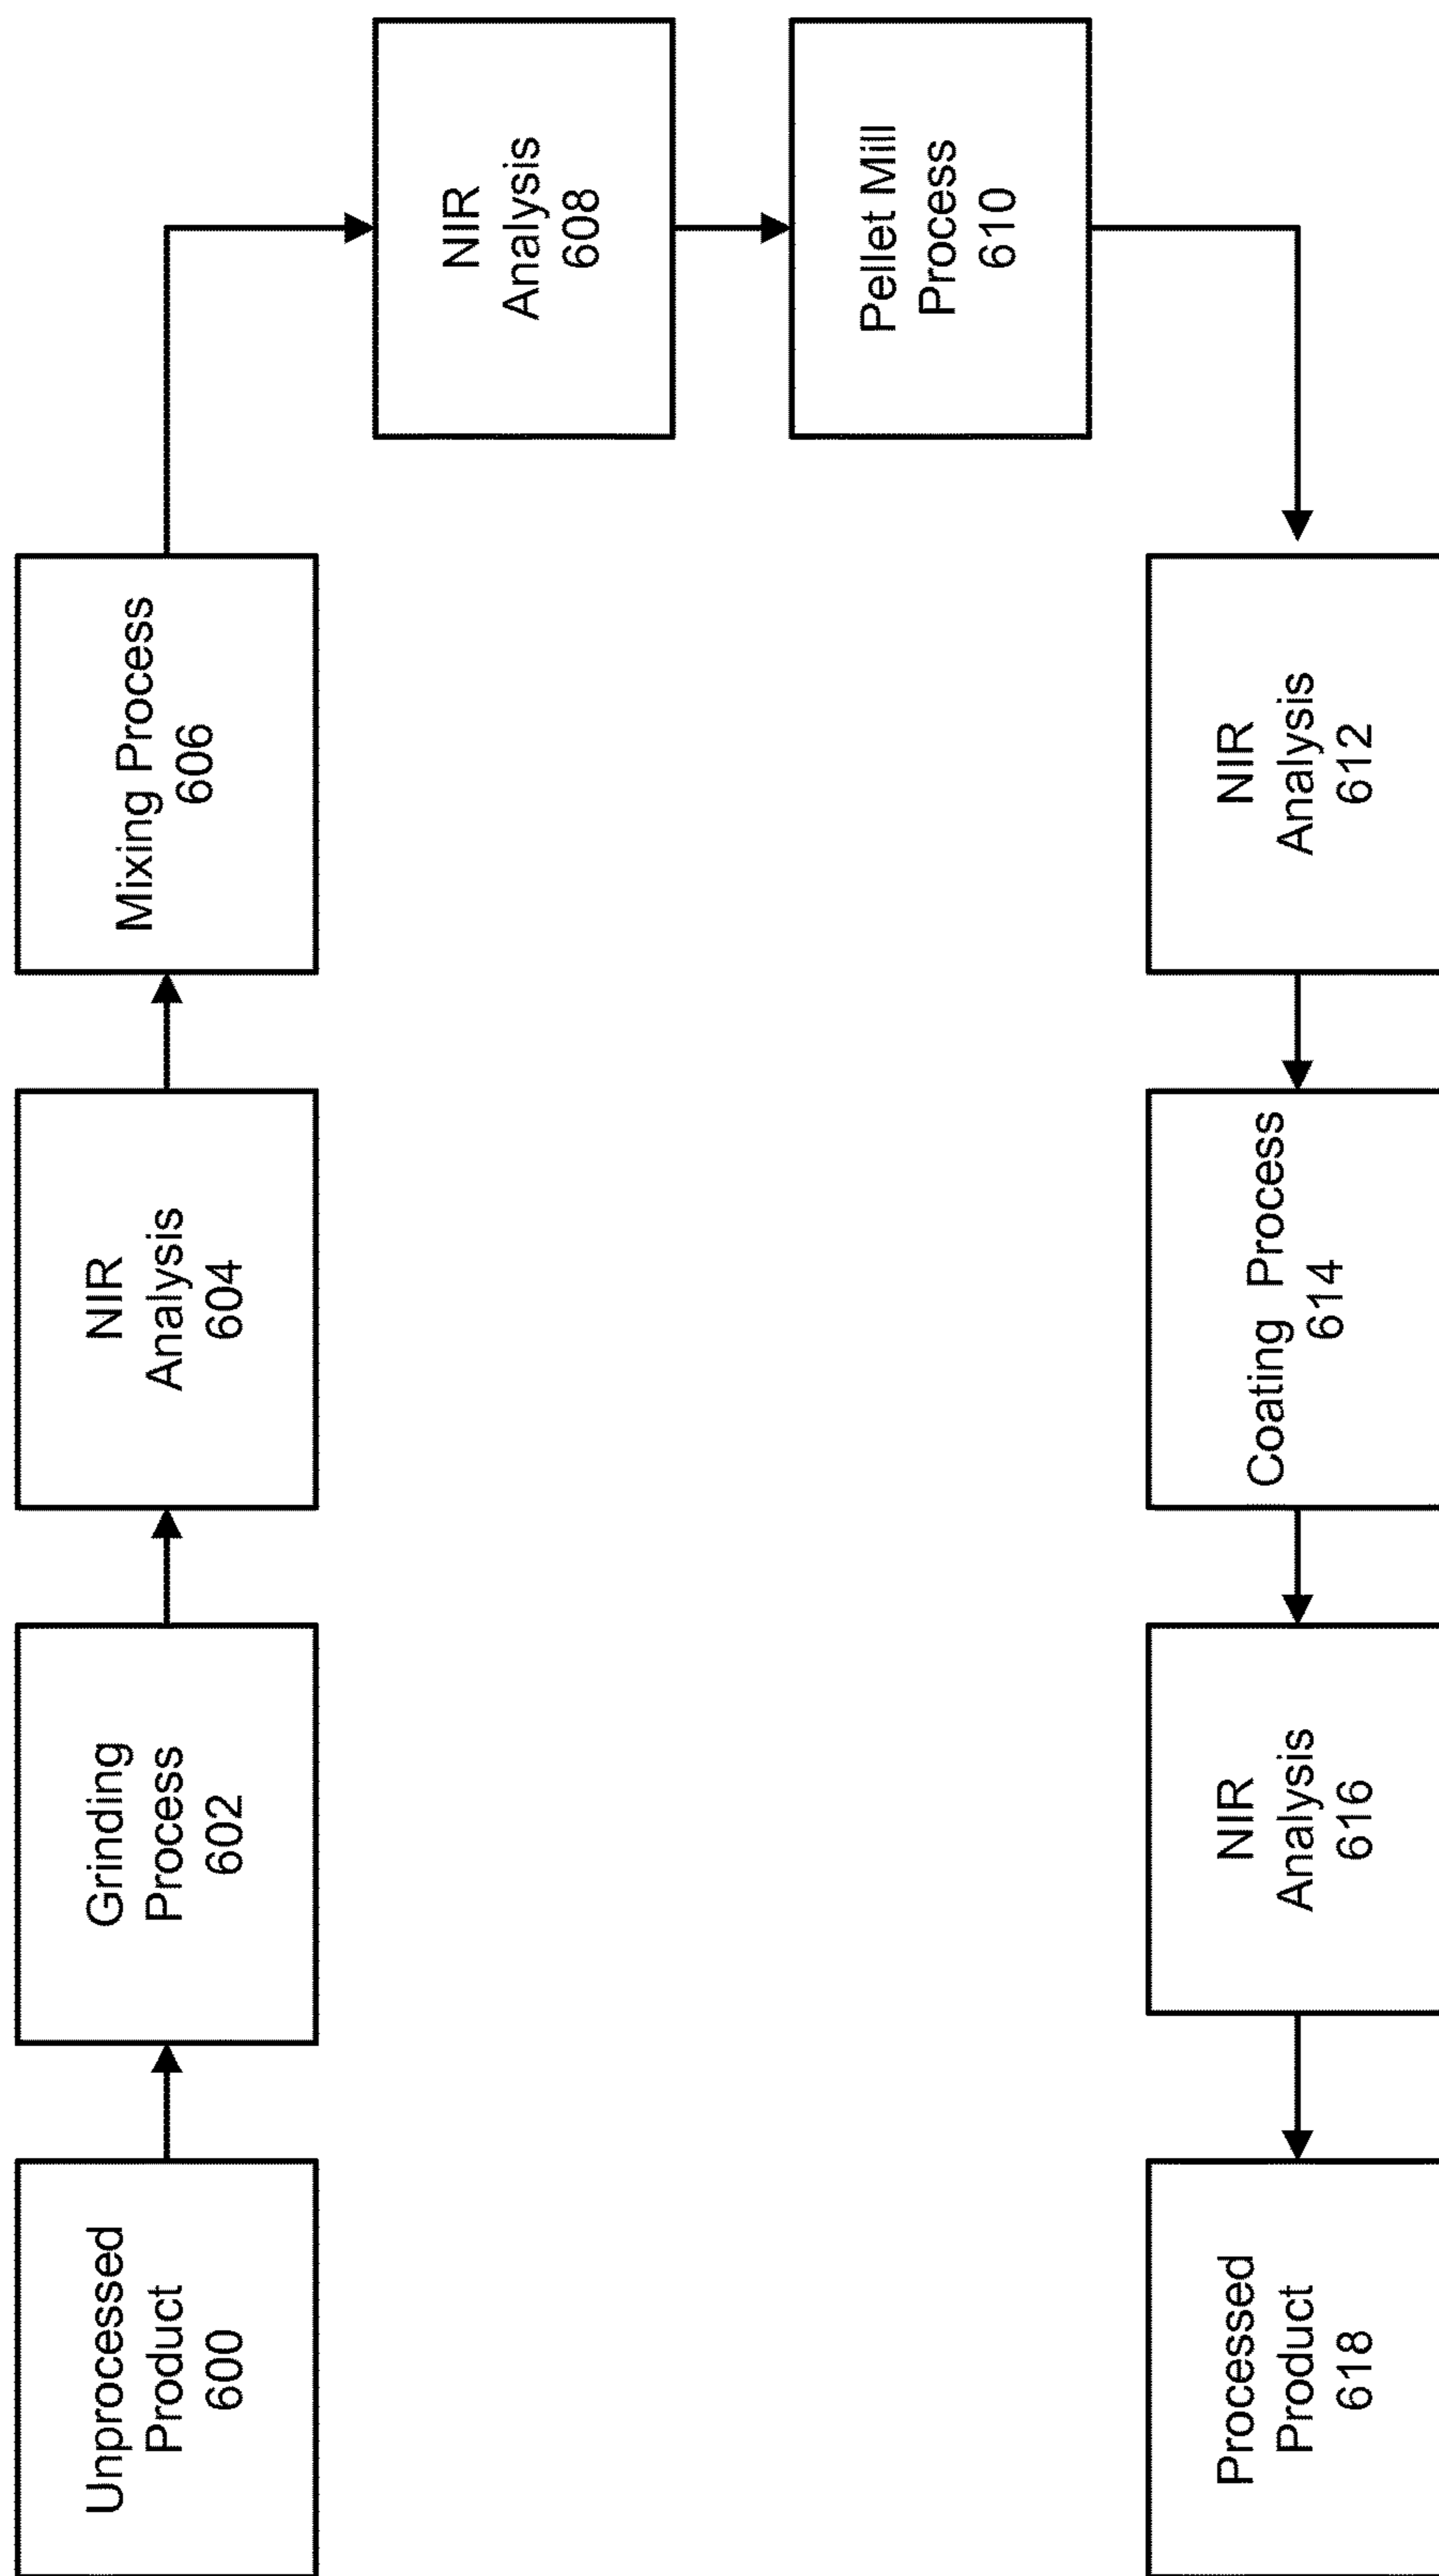 Unprocessed
Product
600
Grinding
Process
602
NIR
Analysis
604
Mixing Process
606
NIR
Analysis
608
Pellet Mill
Process
610
NIR
Analysis
612
Coating Process
614
NIR
Analysis
616
Processed
Product
618